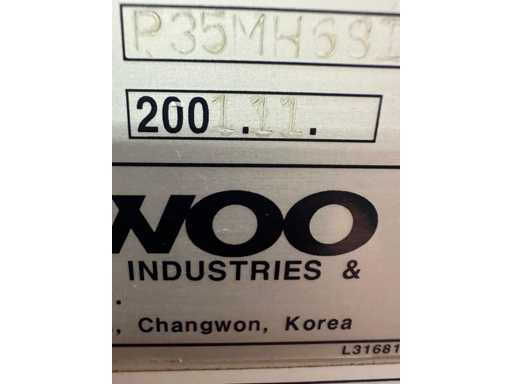 P35MH68I
2001.11.
WOO
INDUSTRIES &
.
, Changwon, Korea
L31681